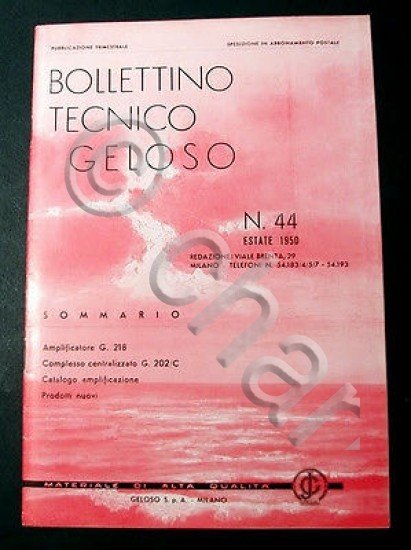 PUBBLICAZIONE TRIMESTRALE
SPEDIZIONE IN ABBONAMENTO POSTALE
BOLLETTINO
TECNICO
GELOSO
N. 44
ESTATE 1950
REDAZIONE: VIALE BRENTA, 29
MILANO - TELEFONI N. 54.183/4/5/7 - 54.193
SOMMARIO
Amplificatore G. 218
Complesso centralizzato G. 202/C
Catalogo amplificazione
Prodotti nuovi
MATERIALE DI ALTA QUALITÀ
GELOSO S. p. A. - MILANO